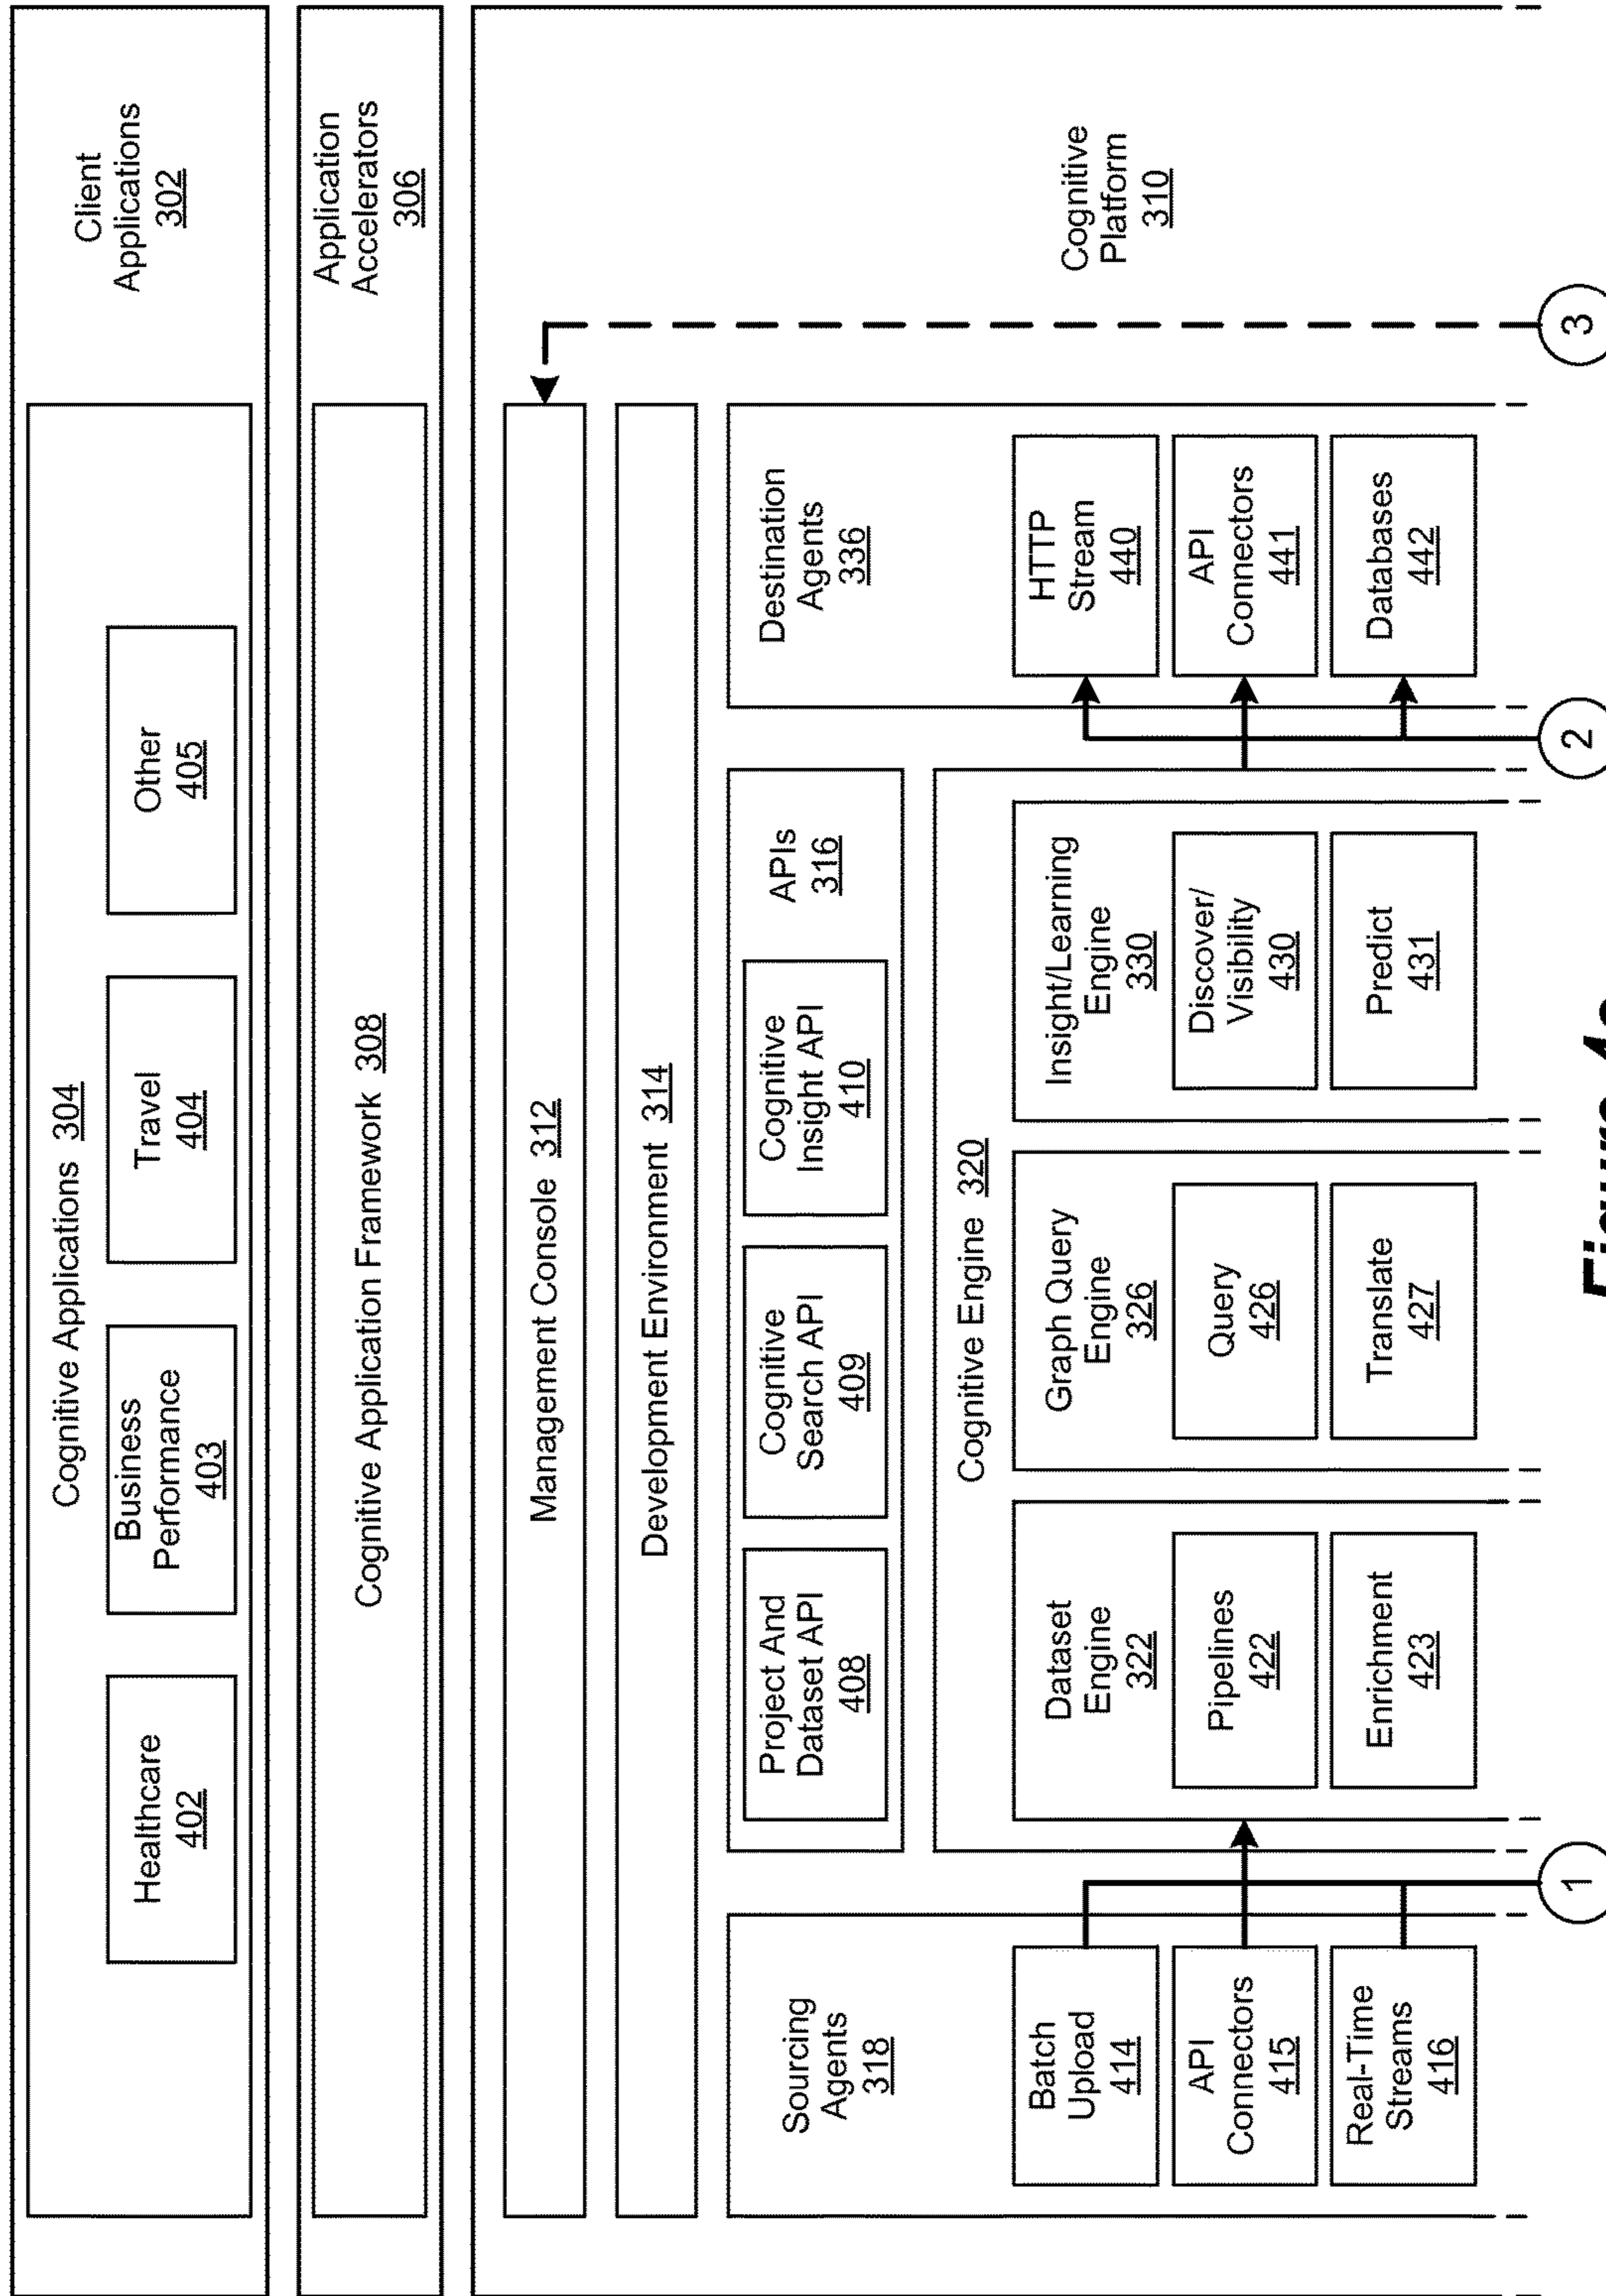 Client
Applications
302
Cognitive Applications 304
Healthcare
402
Business
Performance
403
Travel
404
Other
405
Application
Accelerators
306
Cognitive Application Framework 308
Cognitive
Platform
310
Management Console 312
Development Environment 314
Sourcing
Agents
318
Batch
Upload
414
API
Connectors
415
Real-Time
Streams
416
Project And
Dataset API
408
Cognitive
Search API
409
Cognitive
Insight API
410
APIs
316
Cognitive Engine 320
Dataset
Engine
322
Pipelines
422
Enrichment
423
Graph Query
Engine
326
Query
426
Translate
427
Insight/Learning
Engine
330
Discover/
Visibility
430
Predict
431
Destination
Agents
336
HTTP
Stream
440
API
Connectors
441
Databases
442
1
2
3
Figure